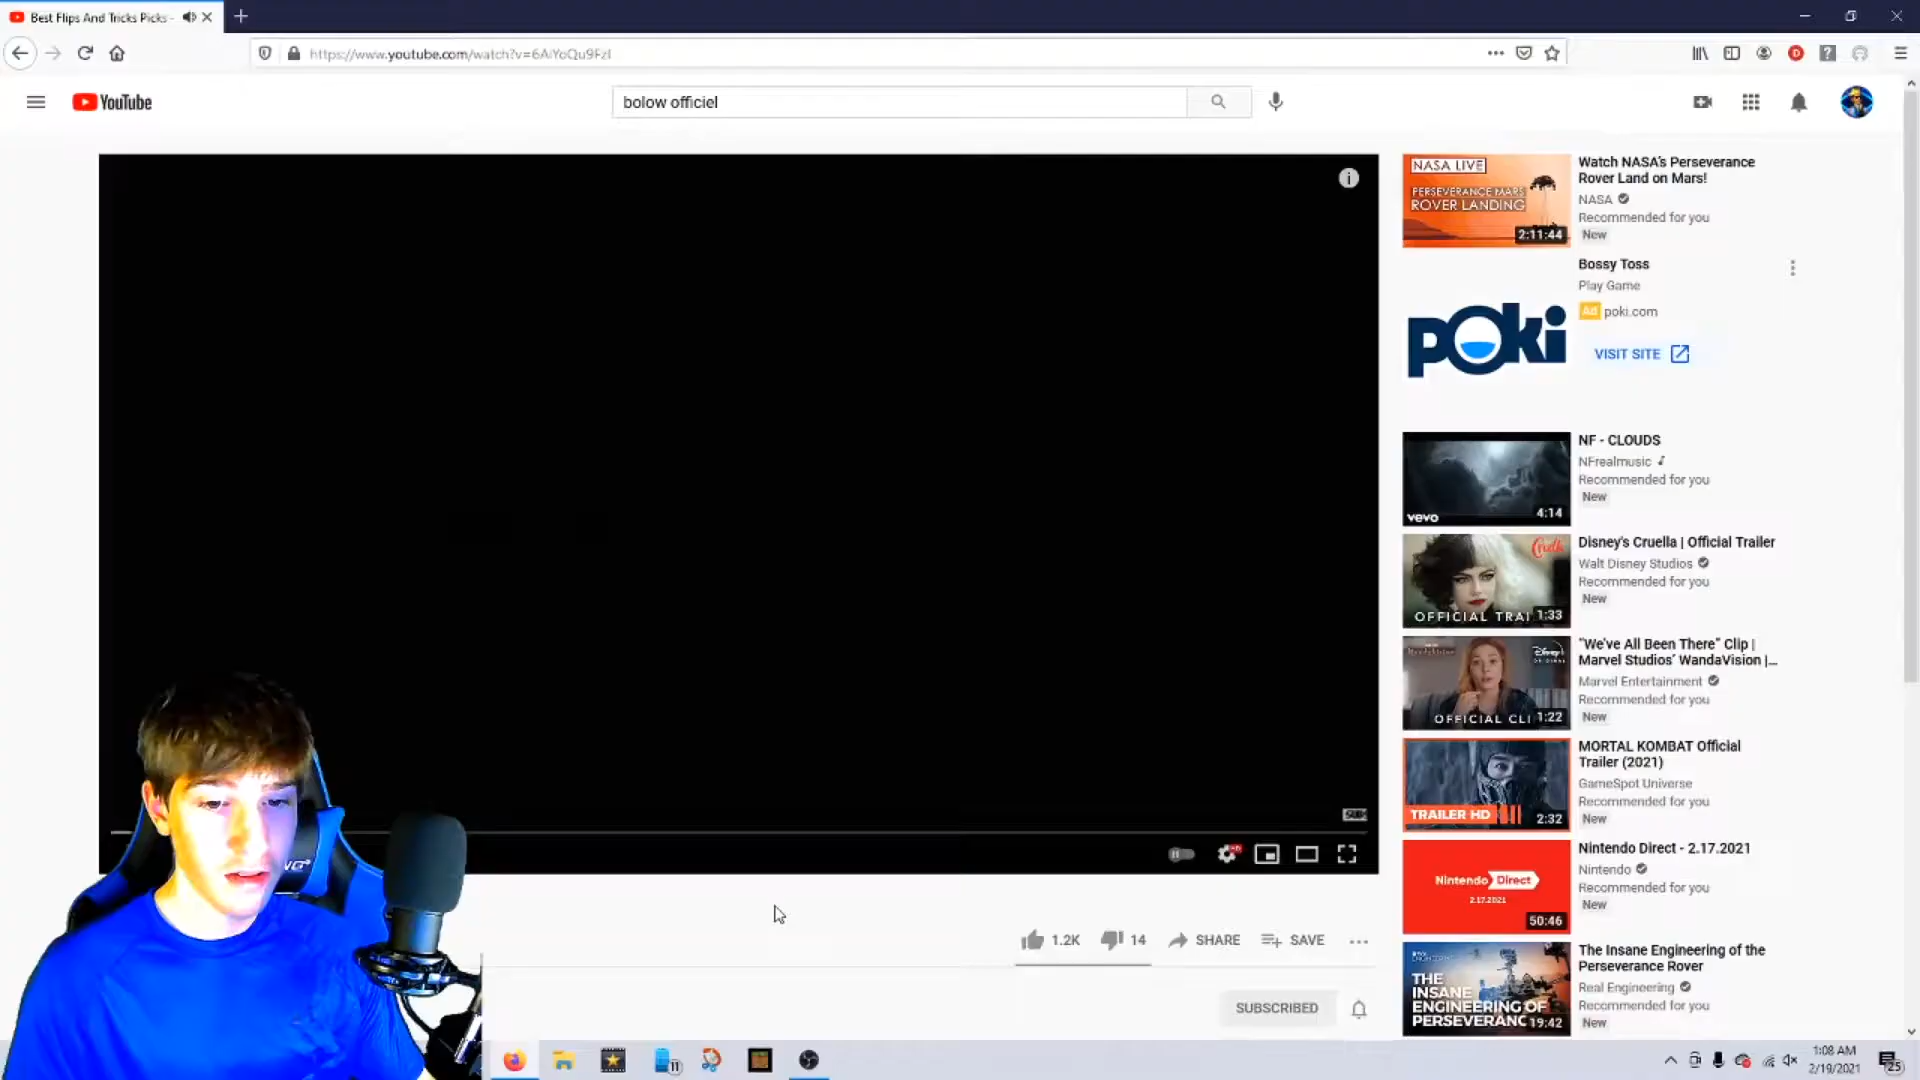 Best Flips And Tricks Picks -
https://www.youtube.com/watch?v=6AiYoQu9FzI
YouTube
bolow officiel
NASA LIVE
PERSEVERANCE MARS
ROVER LANDING
2:11:44
Watch NASA's Perseverance
Rover Land on Mars!
NASA
Recommended for you
New
Bossy Toss
Play Game
Ad poki.com
VISIT SITE
poki
NF - CLOUDS
NFrealmusic
Recommended for you
New
vevo
4:14
Disney's Cruella | Official Trailer
Walt Disney Studios
Recommended for you
New
OFFICIAL TRAI
1:33
"We've All Been There" Clip |
Marvel Studios' WandaVision |...
Marvel Entertainment
Recommended for you
New
OFFICIAL CLI
1:22
MORTAL KOMBAT Official
Trailer (2021)
GameSpot Universe
Recommended for you
New
TRAILER HD
2:32
Nintendo Direct - 2.17.2021
Nintendo
Recommended for you
New
Nintendo Direct
2.17.2021
50:46
The Insane Engineering of the
Perseverance Rover
Real Engineering
Recommended for you
New
THE
INSANE
ENGINEERING OF
PERSEVERANC
19:42
1.2K
14
SHARE
SAVE
SUBSCRIBED
1:08 AM
2/19/2021
25